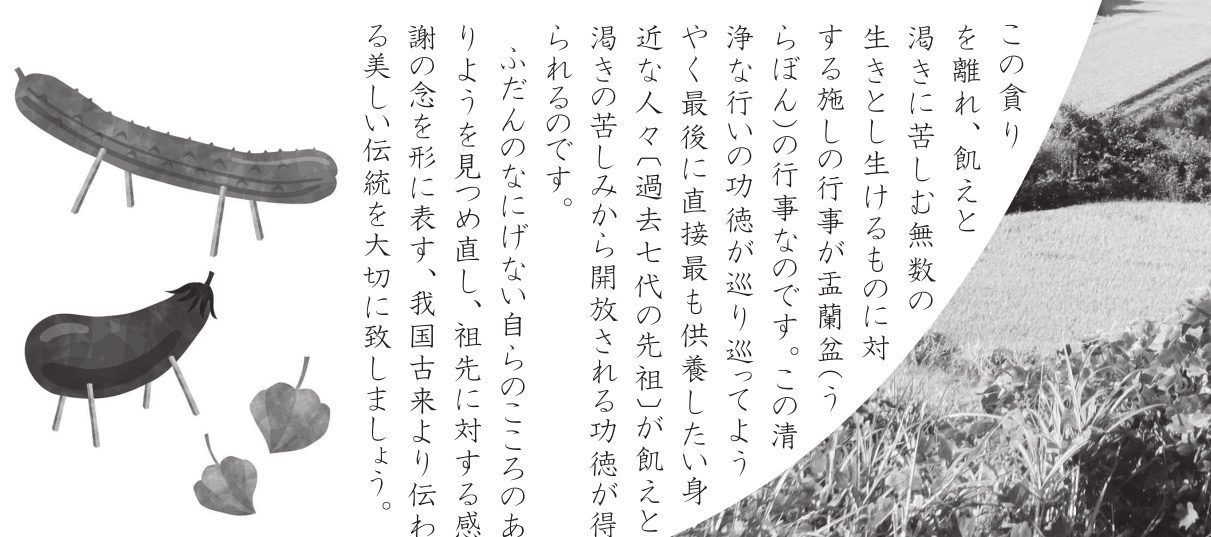 この貪り
を離れ、飢えと
渇きに苦しむ無数の
生きとし生けるものに対
する施しの行事が盂蘭盆(う
らぼん)の行事なのです。この清
浄な行いの功徳が巡り巡ってよう
やく最後に直接最も供養したい身
近な人々〔過去七代の先祖〕が飢えと
渇きの苦しみから開放される功徳が得
られるのです。
ふだんのなにげない自らのこころのあ
りようを見つめ直し、祖先に対する感
謝の念を形に表す、我国古来より伝わ
る美しい伝統を大切に致しましょう。